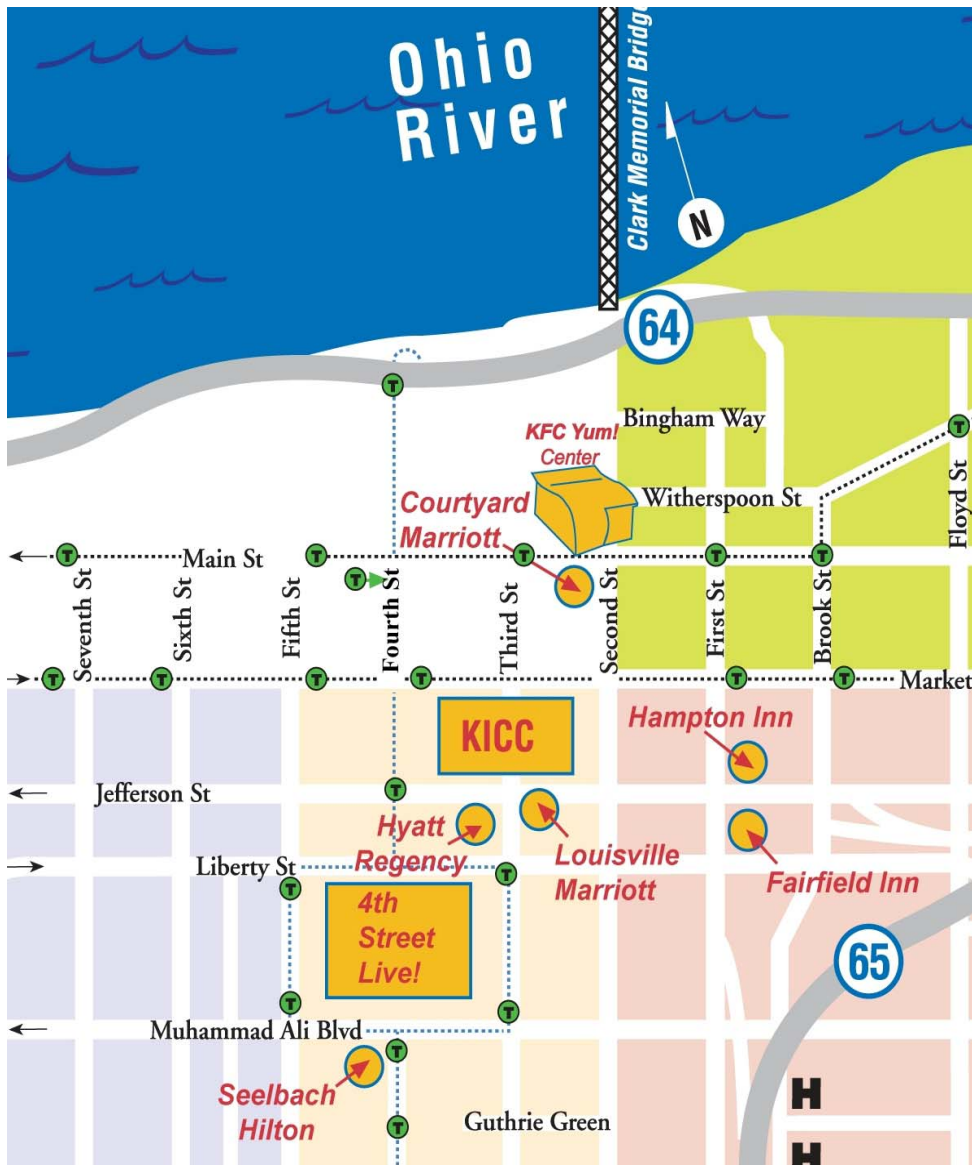 Ohio
River
Clark Memorial Bridge
N
64
Bingham Way
KFC Yum!
Center
Witherspoon St
Courtyard
Marriott
Floyd St
T
T
T
T
T
T
T
T
Main St
Seventh St
Sixth St
Fifth St
Fourth St
Third St
Second St
First St
Brook St
T
T
T
T
T
T
Market
KICC
Hampton Inn
T
Jefferson St
Hyatt
Regency
Louisville
Marriott
Fairfield Inn
Liberty St
T
T
4th
Street
Live!
65
T
T
Muhammad Ali Blvd
T
Seelbach
Hilton
H
T
Guthrie Green
H